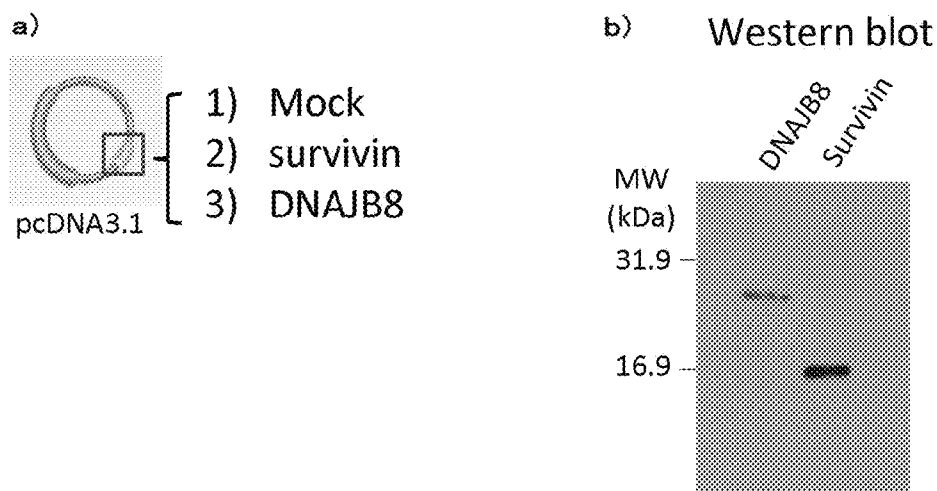 a)
pcDNA3.1
1) Mock
2) survivin
3) DNAJB8
b) Western blot
DNAJB8
Survivin
MW
(kDa)
31.9
16.9